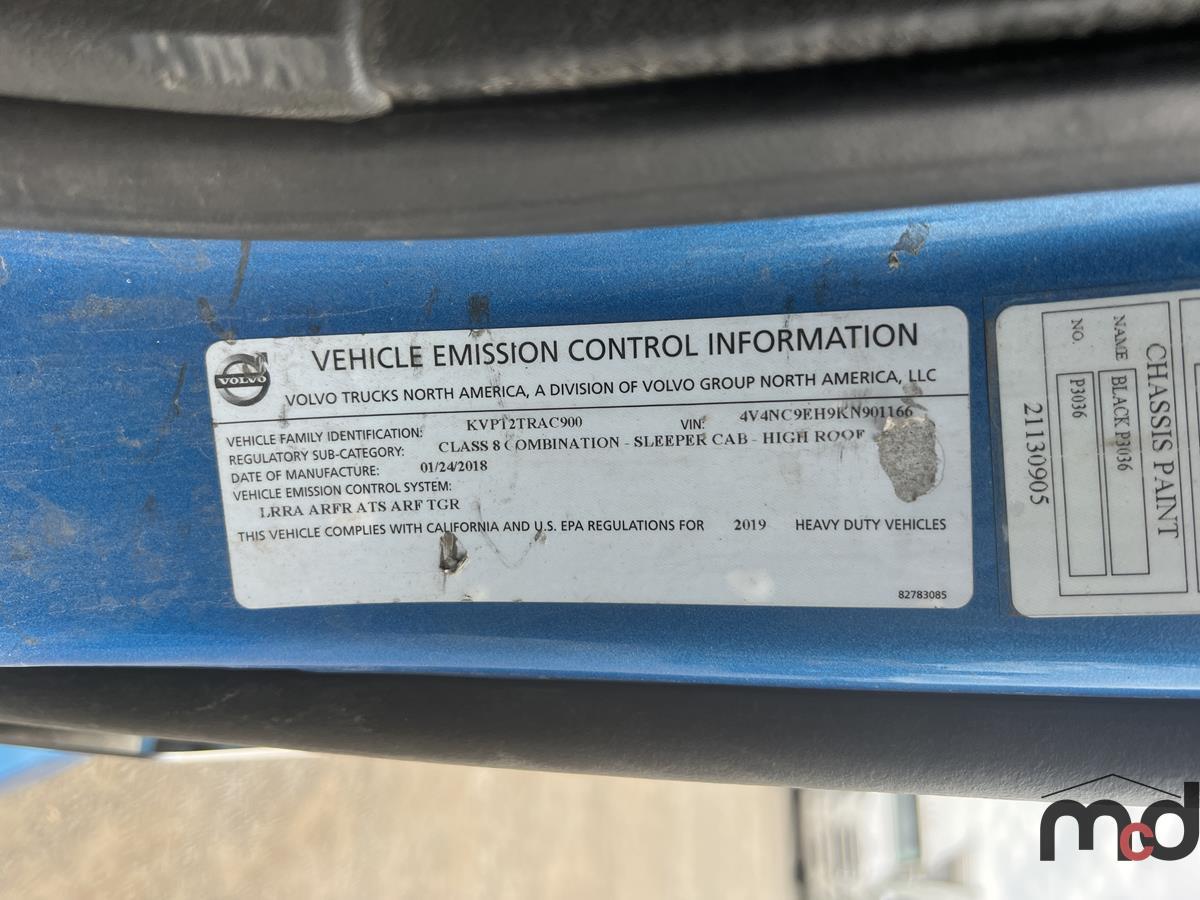 VOLVO
VEHICLE EMISSION CONTROL INFORMATION
VOLVO TRUCKS NORTH AMERICA, A DIVISION OF VOLVO GROUP NORTH AMERICA, LLC
VEHICLE FAMILY IDENTIFICATION: KVPT2TRAC900 VIN: 4V4NC9EH9KN901166
REGULATORY SUB-CATEGORY: CLASS 8 COMBINATION - SLEEPER CAB - HIGH ROOF
DATE OF MANUFACTURE: 01/24/2018
VEHICLE EMISSION CONTROL SYSTEM:
LRRA ARFR ATS ARF TGR
THIS VEHICLE COMPLIES WITH CALIFORNIA AND U.S. EPA REGULATIONS FOR 2019 HEAVY DUTY VEHICLES
82783085
CHASSIS PAINT
NAME BLACK P3036
NO. P3036
21130905
mcd